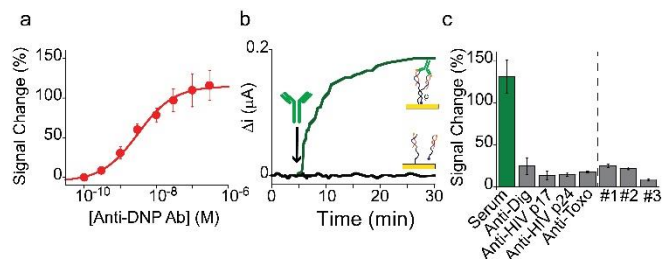 a
Signal Change (%)
150
100
50
0
10⁻¹⁰
10⁻⁸
10⁻⁶
[Anti-DNP Ab] (M)
b
Δi (μA)
0.2
0
0
5
10
20
30
Time (min)
c
Signal Change (%)
150
100
50
0
Serum
Anti-Dig
Anti-HIV p17
Anti-HIV p24
Anti-Toxo
#1
#2
#3